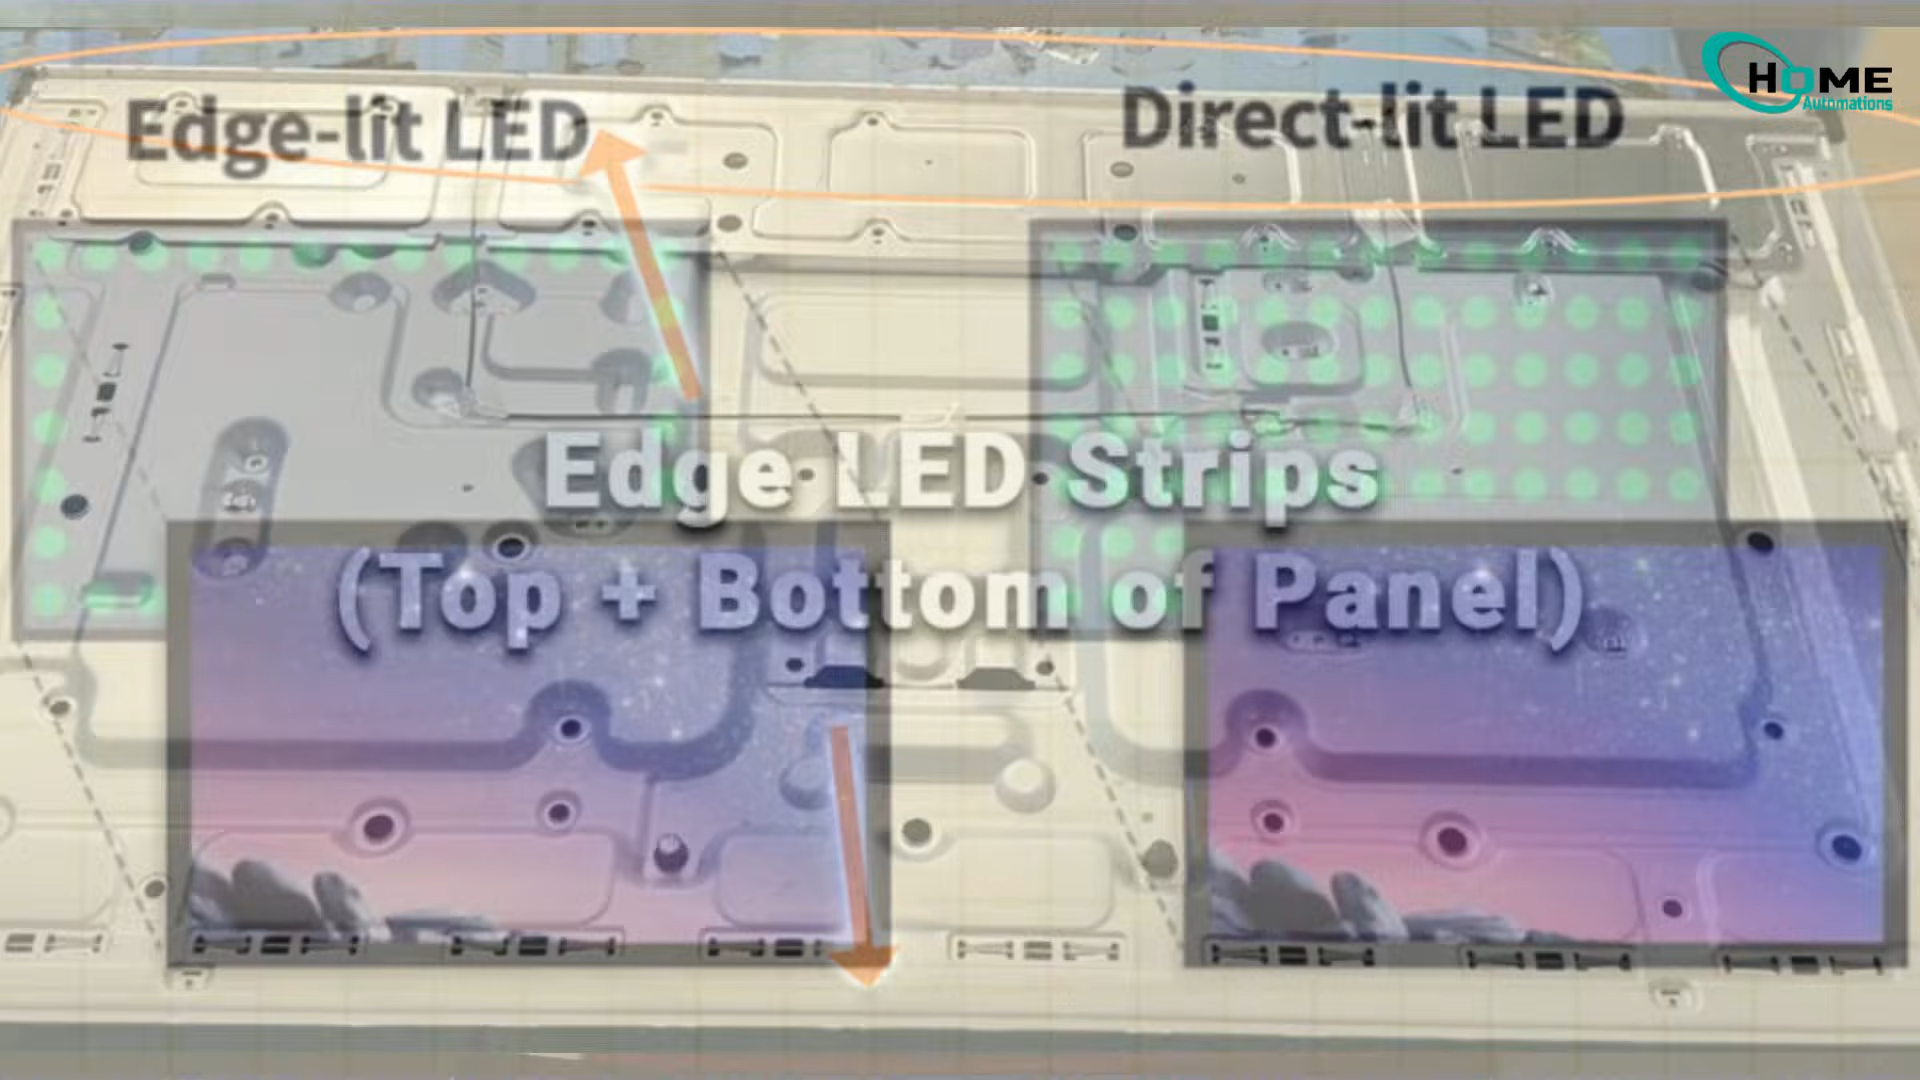 Edge-lit LED
Direct-lit LED
HOME
Automations
Edge LED Strips
(Top + Bottom of Panel)